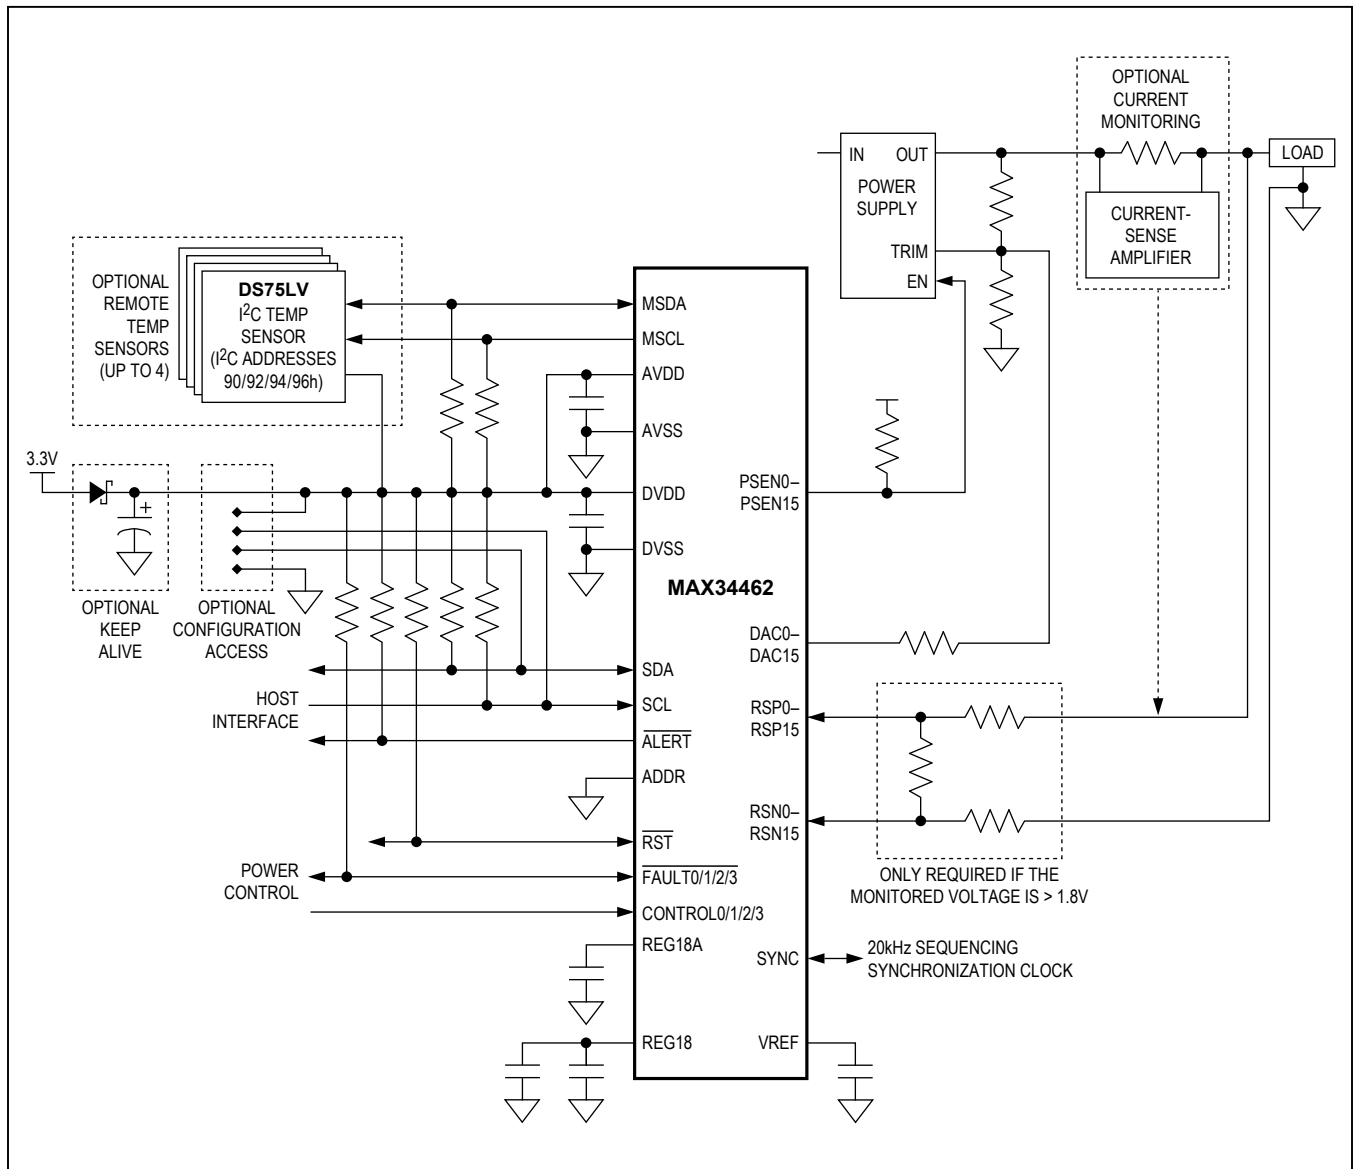 OPTIONAL
CURRENT
MONITORING
IN OUT
POWER
SUPPLY
TRIM
EN
LOAD
CURRENT-
SENSE
AMPLIFIER
OPTIONAL
REMOTE
TEMP
SENSORS
(UP TO 4)
DS75LV
I2C TEMP
SENSOR
(I2C ADDRESSES
90/92/94/96h)
3.3V
+
OPTIONAL
KEEP
ALIVE
OPTIONAL
CONFIGURATION
ACCESS
HOST
INTERFACE
POWER
CONTROL
MSDA
MSCL
AVDD
AVSS
DVDD
DVSS
MAX34462
SDA
SCL
ALERT
ADDR
RST
FAULT0/1/2/3
CONTROL0/1/2/3
REG18A
REG18
PSEN0–
PSEN15
DAC0–
DAC15
RSP0–
RSP15
RSN0–
RSN15
SYNC
VREF
ONLY REQUIRED IF THE
MONITORED VOLTAGE IS > 1.8V
20kHz SEQUENCING
SYNCHRONIZATION CLOCK